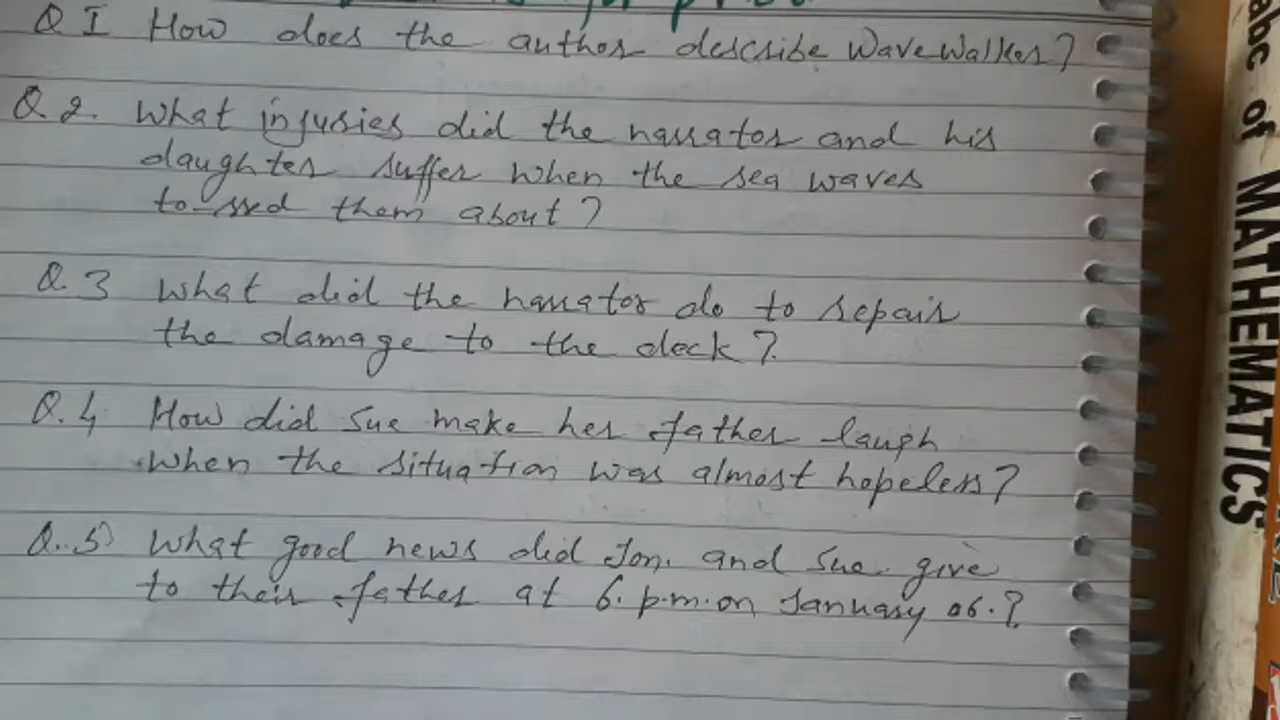 Q I How does the author describe Wavewalker?
Q 2. What injuries did the narrator and his
daughter suffer when the sea waves
tossed them about?
Q.3 What did the narrator do to repair
the damage to the deck?
Q.4 How did Sue make her father laugh
when the situation was almost hopeless?
Q.5) What good news did Jon. and Sue give
to their father at 6. p.m. on January 06.?
abc of MATHEMATICS